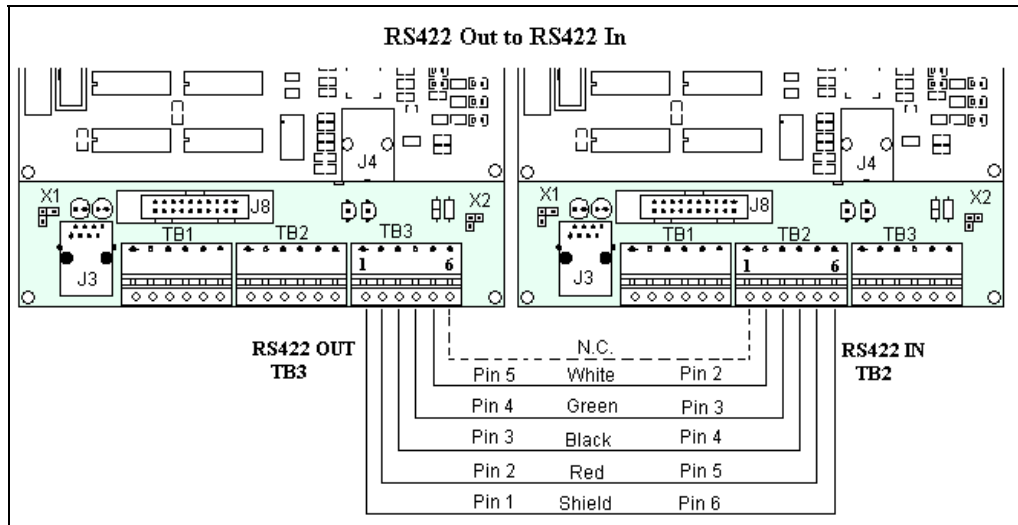 RS422 Out to RS422 In
J4 J4
X1 J8 X2 X1 J8 X2
TB1 TB2 TB3 TB1 TB2 TB3
J3 1 6 J3 1 6
RS422 OUT
TB3
N.C.
RS422 IN
TB2
Pin 5 White Pin 2
Pin 4 Green Pin 3
Pin 3 Black Pin 4
Pin 2 Red Pin 5
Pin 1 Shield Pin 6